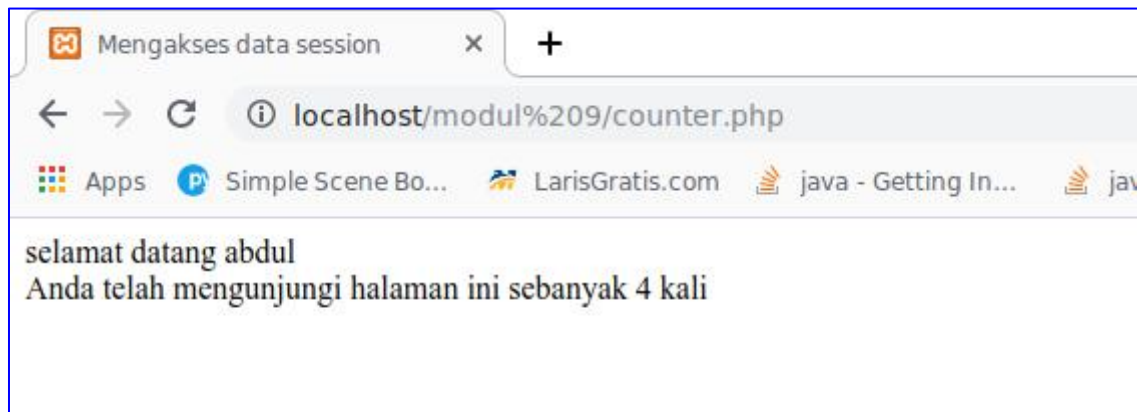 Mengakses data session
localhost/modul%209/counter.php
Apps Simple Scene Bo... LarisGratis.com java - Getting In... jav
selamat datang abdul
Anda telah mengunjungi halaman ini sebanyak 4 kali